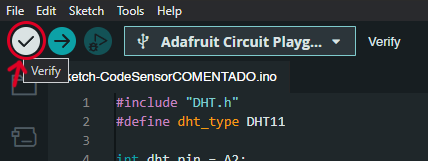 File Edit Sketch Tools Help
Adafruit Circuit Playg... Verify
Verify
ketch-CodeSensorCOMENTADO.ino
1 #include "DHT.h"
2 #define dht_type DHT11
3
4 int dht_pin = A2;